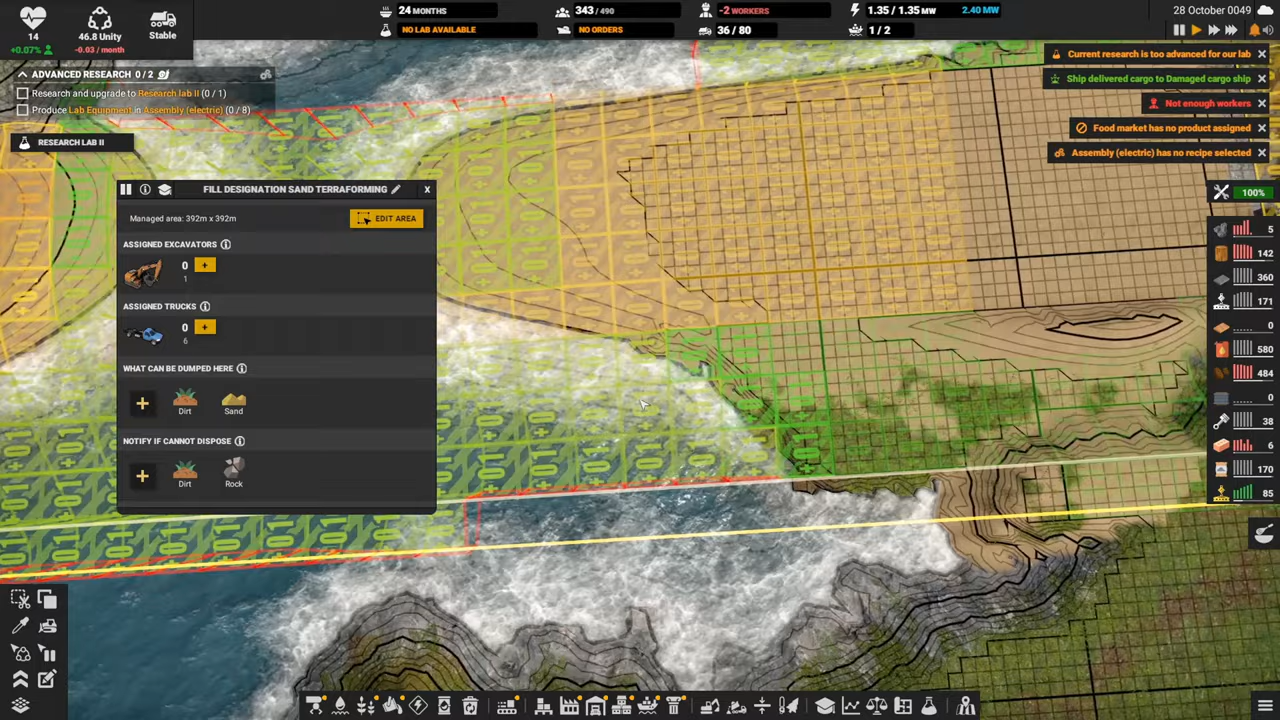 14
+0.07%
46.8 Unity
-0.03 / month
Stable
24 MONTHS
NO LAB AVAILABLE
343 / 490
NO ORDERS
-2 WORKERS
36 / 80
1.35 / 1.35 MW
2.40 MW
1 / 2
28 October 0049
ADVANCED RESEARCH 0 / 2
Research and upgrade to Research lab II (0 / 1)
Produce Lab Equipment in Assembly (electric) (0 / 8)
RESEARCH LAB II
Current research is too advanced for our lab
Ship delivered cargo to Damaged cargo ship
Not enough workers
Food market has no product assigned
Assembly (electric) has no recipe selected
FILL DESIGNATION SAND TERRAFORMING
X
Managed area: 392m x 392m
EDIT AREA
ASSIGNED EXCAVATORS
0
+
1
ASSIGNED TRUCKS
0
+
6
WHAT CAN BE DUMPED HERE
+
Dirt
Sand
NOTIFY IF CANNOT DISPOSE
+
Dirt
Rock
100%
5
142
360
171
0
580
484
0
38
6
170
85